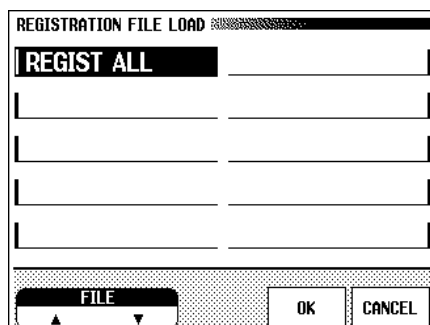 REGISTRATION FILE LOAD
REGIST ALL
FILE
OK CANCEL